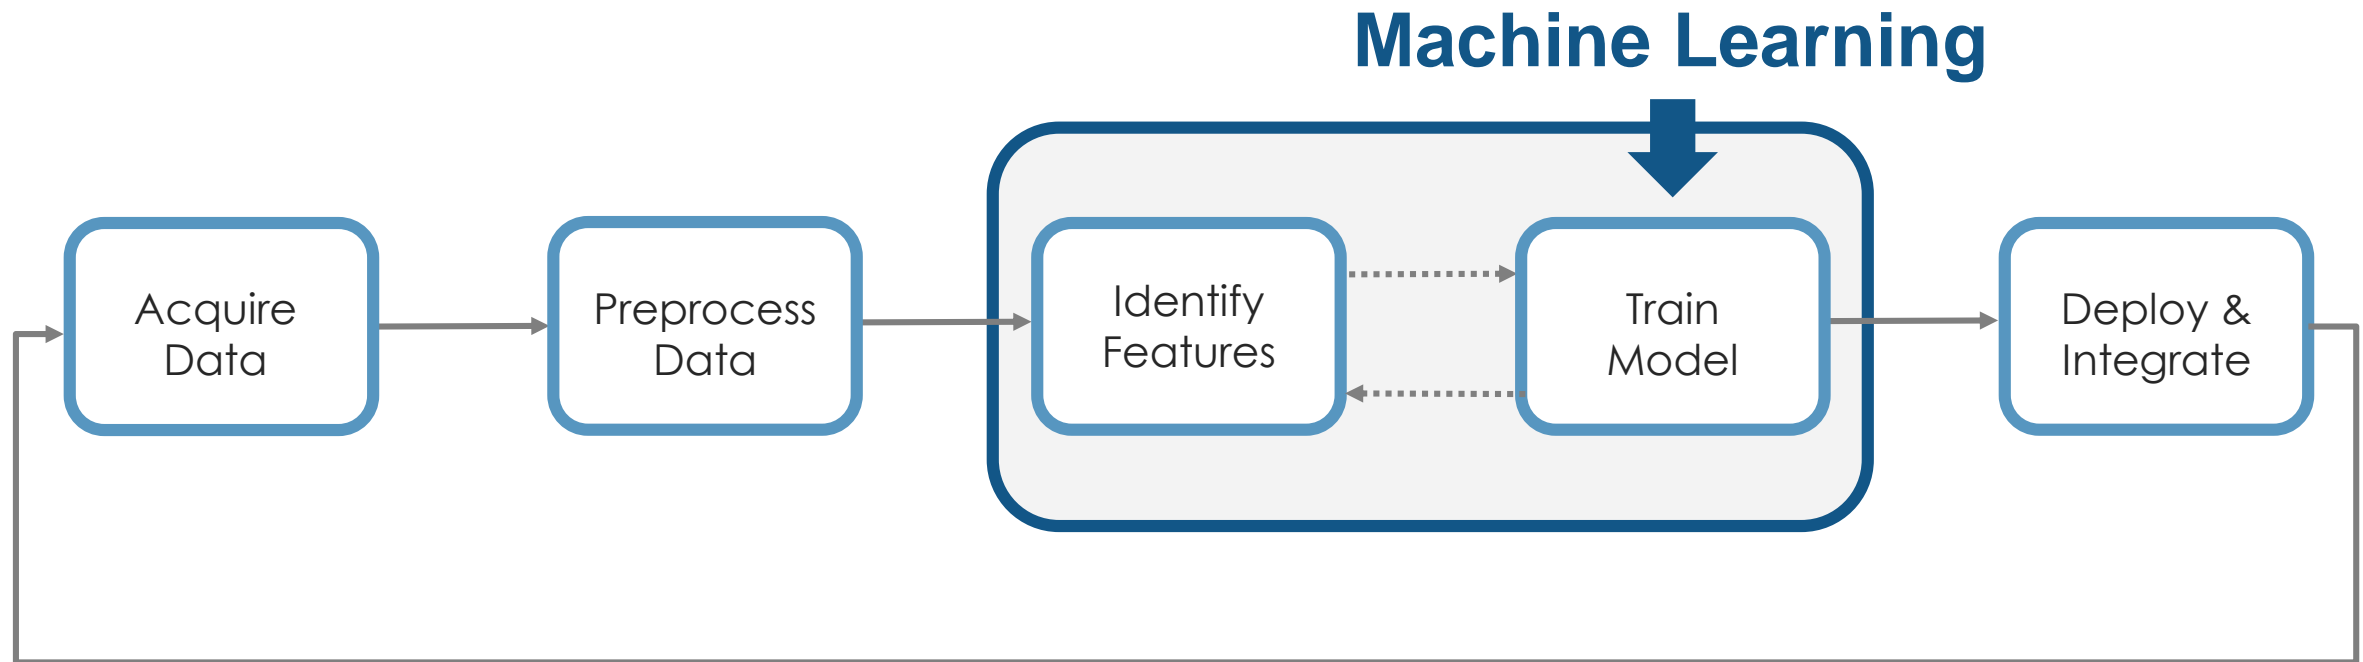 Machine Learning
Acquire
Data
Preprocess
Data
Identify
Features
Train
Model
Deploy &
Integrate